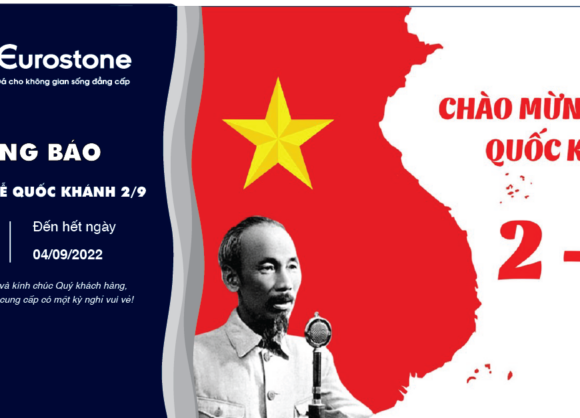 Eurostone
cho không gian sống đẳng cấp
NG BÁO
QUỐC KHÁNH 2/9
Đến hết ngày
04/09/2022
và kính chúc Quý khách hàng,
cung cấp có một kỳ nghỉ vui vẻ!
CHÀO MỪN
QUỐC K
2 -